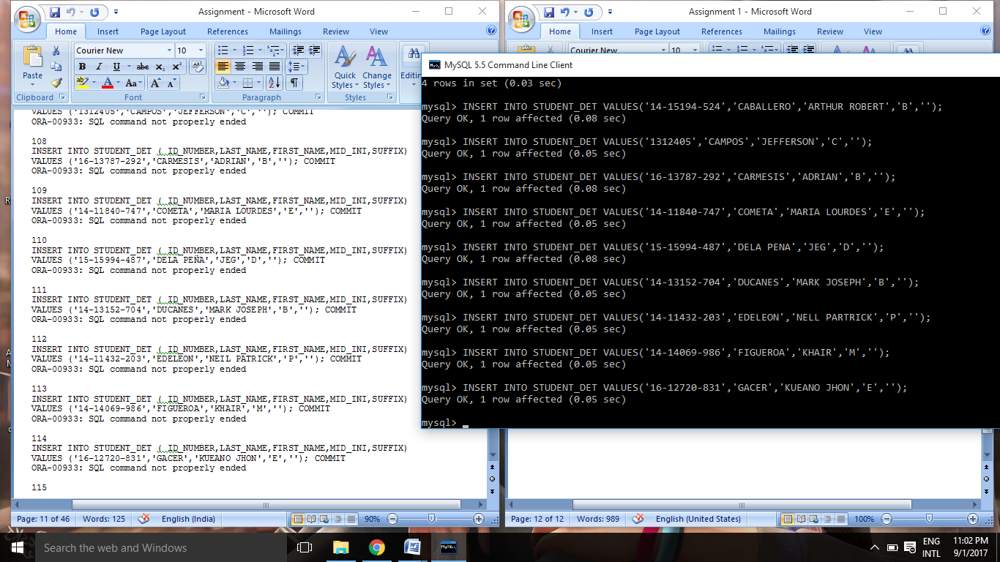 Assignment - Microsoft Word
Home Insert Page Layout References Mailings Review View
Courier New 10
Paste
B I U abc X₂ X² Aa
ab A Aa A A
Quick Styles
Change Styles
Editing
Clipboard Font Paragraph Styles
VALUES ('1312405','CAMPOS','JEFFERSON','C',''); COMMIT
ORA-00933: SQL command not properly ended
108
INSERT INTO STUDENT_DET ( ID_NUMBER,LAST_NAME,FIRST_NAME,MID_INI,SUFFIX)
VALUES ('16-13787-292','CARMESIS','ADRIAN','B',''); COMMIT
ORA-00933: SQL command not properly ended
109
INSERT INTO STUDENT_DET ( ID_NUMBER,LAST_NAME,FIRST_NAME,MID_INI,SUFFIX)
VALUES ('14-11840-747','COMETA','MARIA LOURDES','E',''); COMMIT
ORA-00933: SQL command not properly ended
110
INSERT INTO STUDENT_DET ( ID_NUMBER,LAST_NAME,FIRST_NAME,MID_INI,SUFFIX)
VALUES ('15-15994-487','DELA PEÑA','JEG','D',''); COMMIT
ORA-00933: SQL command not properly ended
111
INSERT INTO STUDENT_DET ( ID_NUMBER,LAST_NAME,FIRST_NAME,MID_INI,SUFFIX)
VALUES ('14-13152-704','DUCANES','MARK JOSEPH','B',''); COMMIT
ORA-00933: SQL command not properly ended
112
INSERT INTO STUDENT_DET ( ID_NUMBER,LAST_NAME,FIRST_NAME,MID_INI,SUFFIX)
VALUES ('14-11432-203','EDELEON','NEIL PATRICK','P',''); COMMIT
ORA-00933: SQL command not properly ended
113
INSERT INTO STUDENT_DET ( ID_NUMBER,LAST_NAME,FIRST_NAME,MID_INI,SUFFIX)
VALUES ('14-14069-986','FIGUEROA','KHAIR','M',''); COMMIT
ORA-00933: SQL command not properly ended
114
INSERT INTO STUDENT_DET ( ID_NUMBER,LAST_NAME,FIRST_NAME,MID_INI,SUFFIX)
VALUES ('16-12720-831','GACER','KUEANO JHON','E',''); COMMIT
ORA-00933: SQL command not properly ended
115
Page: 11 of 46 Words: 125 English (India) 90%
Assignment 1 - Microsoft Word
Home Insert Page Layout References Mailings Review View
Courier New 10
MySQL 5.5 Command Line Client
4 rows in set (0.03 sec)
mysql> INSERT INTO STUDENT_DET VALUES('14-15194-524','CABALLERO','ARTHUR ROBERT','B','');
Query OK, 1 row affected (0.08 sec)
mysql> INSERT INTO STUDENT_DET VALUES('1312405','CAMPOS','JEFFERSON','C','');
Query OK, 1 row affected (0.05 sec)
mysql> INSERT INTO STUDENT_DET VALUES('16-13787-292','CARMESIS','ADRIAN','B','');
Query OK, 1 row affected (0.08 sec)
mysql> INSERT INTO STUDENT_DET VALUES('14-11840-747','COMETA','MARIA LOURDES','E','');
Query OK, 1 row affected (0.05 sec)
mysql> INSERT INTO STUDENT_DET VALUES('15-15994-487','DELA PENA','JEG','D','');
Query OK, 1 row affected (0.08 sec)
mysql> INSERT INTO STUDENT_DET VALUES('14-13152-704','DUCANES','MARK JOSEPH','B','');
Query OK, 1 row affected (0.05 sec)
mysql> INSERT INTO STUDENT_DET VALUES('14-11432-203','EDELEON','NELL PARTRICK','P','');
Query OK, 1 row affected (0.05 sec)
mysql> INSERT INTO STUDENT_DET VALUES('14-14069-986','FIGUEROA','KHAIR','M','');
Query OK, 1 row affected (0.05 sec)
mysql> INSERT INTO STUDENT_DET VALUES('16-12720-831','GACER','KUEANO JHON','E','');
Query OK, 1 row affected (0.05 sec)
mysql>
Page: 12 of 12 Words: 989 English (United States) 100%
Search the web and Windows
ENG
INTL
11:02 PM
9/1/2017